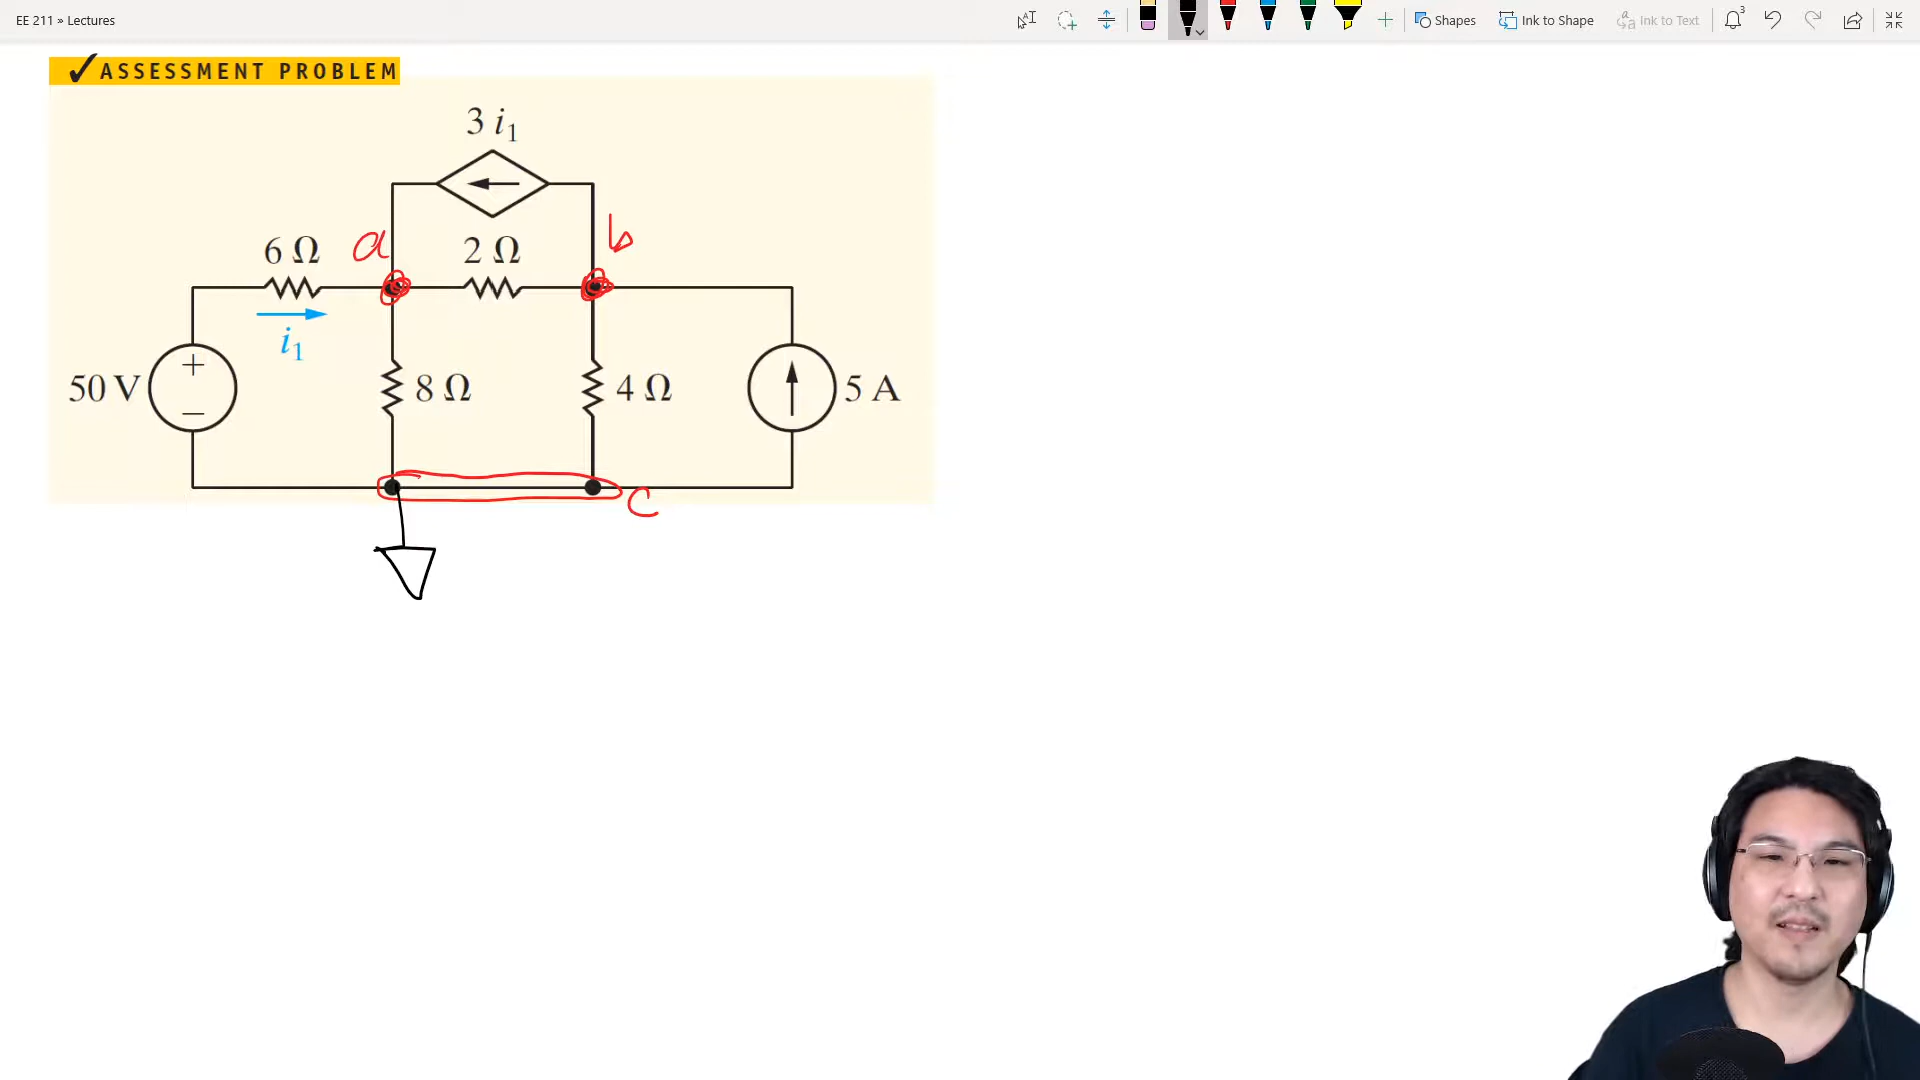 EE 211 » Lectures
Shapes
Ink to Shape
Ink to Text
3
ASSESSMENT PROBLEM
3 i₁
a
b
6 Ω
2 Ω
i₁
50 V
+
−
8 Ω
4 Ω
5 A
c